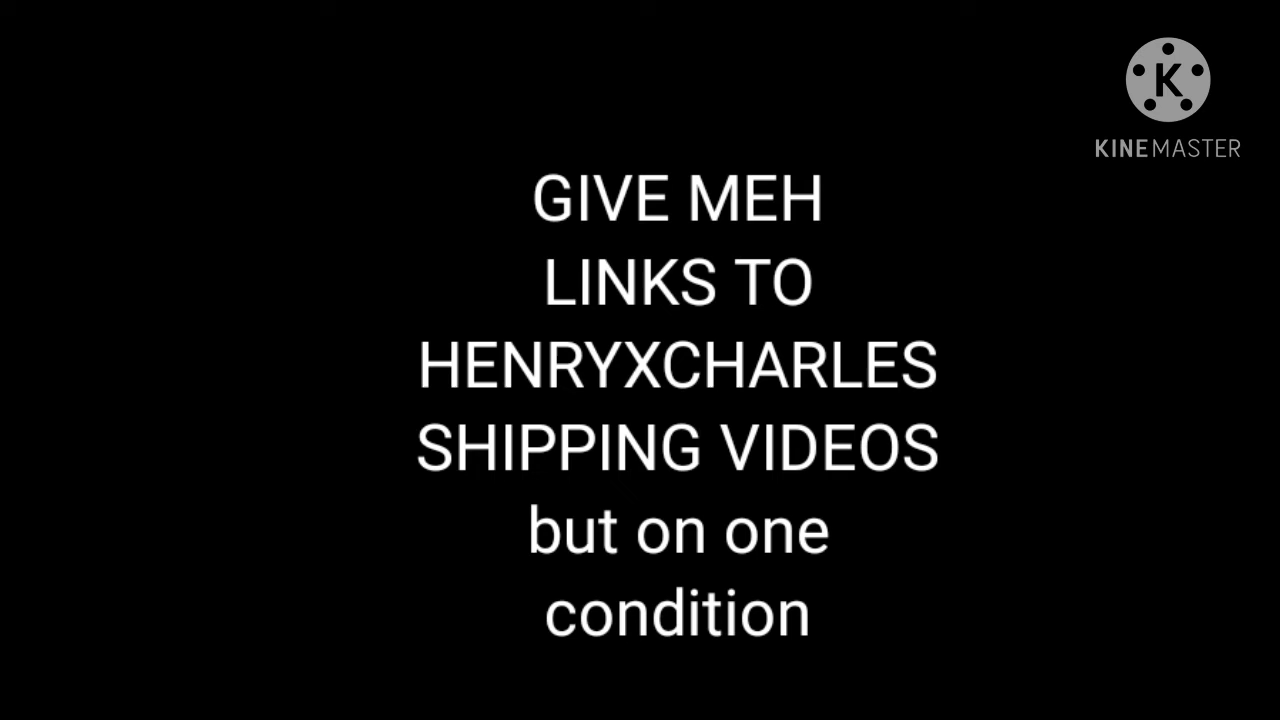 K
KINEMASTER
GIVE MEH
LINKS TO
HENRYXCHARLES
SHIPPING VIDEOS
but on one
condition